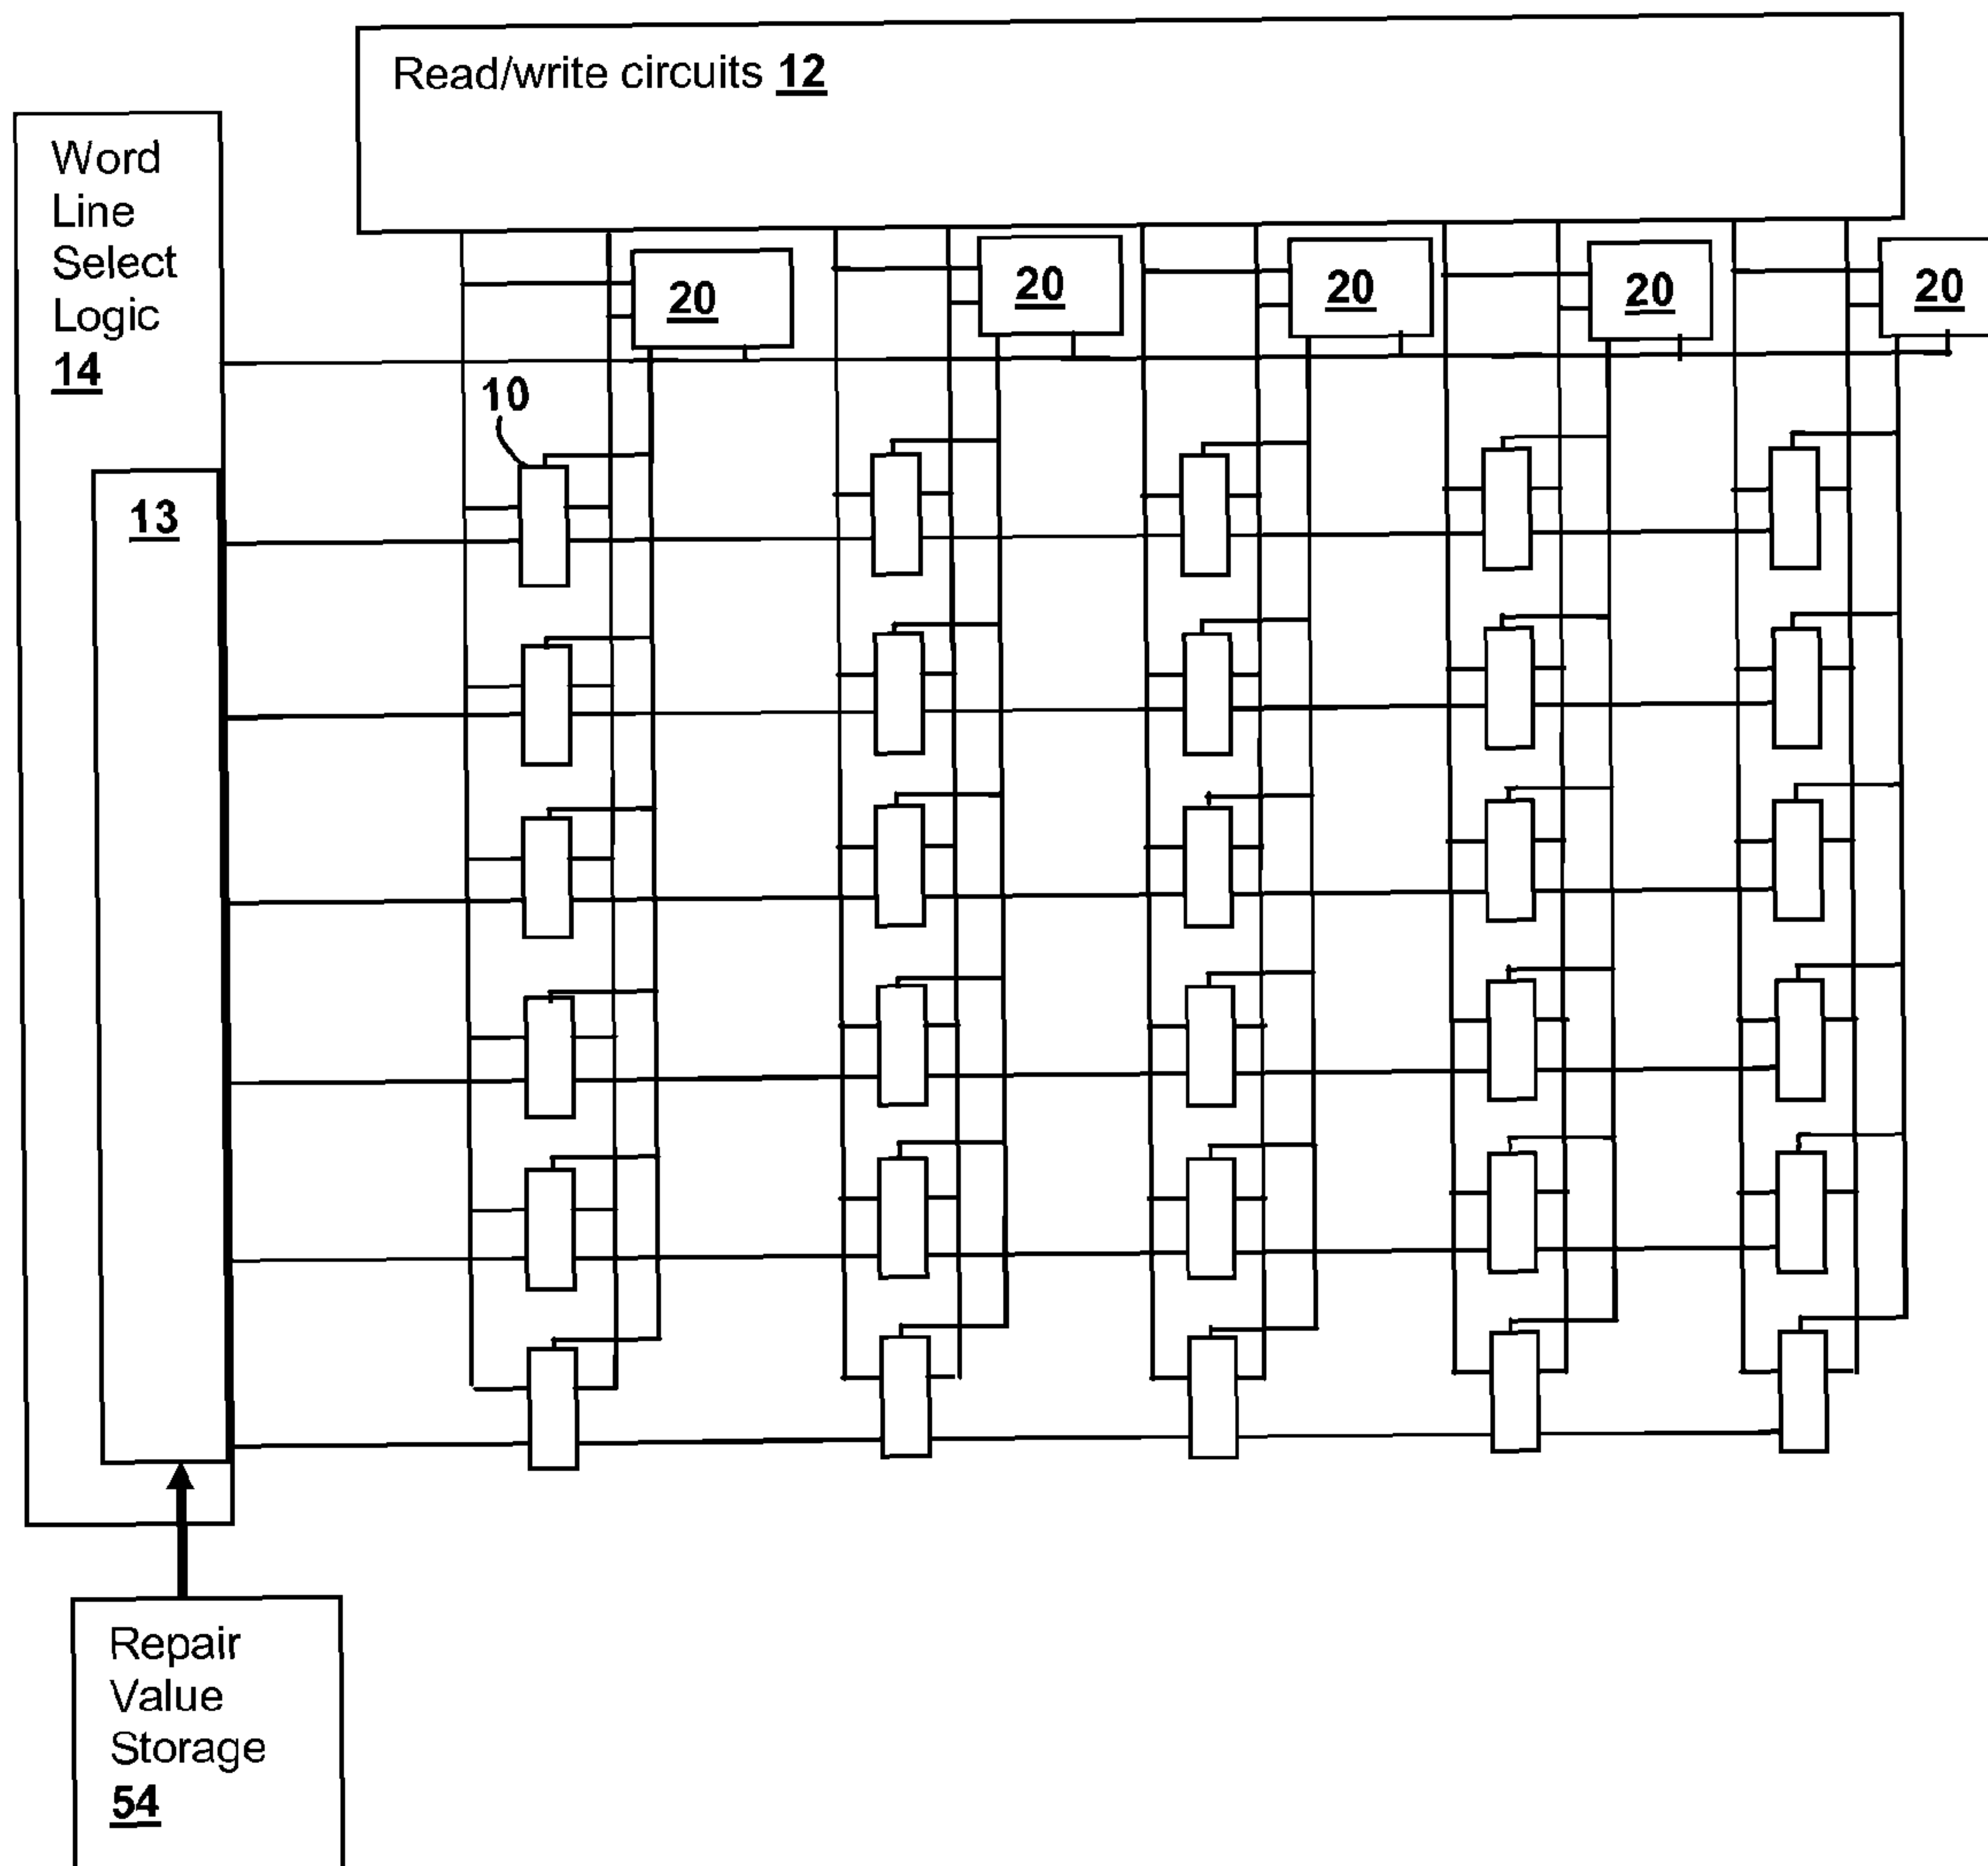 Read/write circuits 12
Word
Line
Select
Logic
14
20
20
20
20
20
10
13
Repair
Value
Storage
54